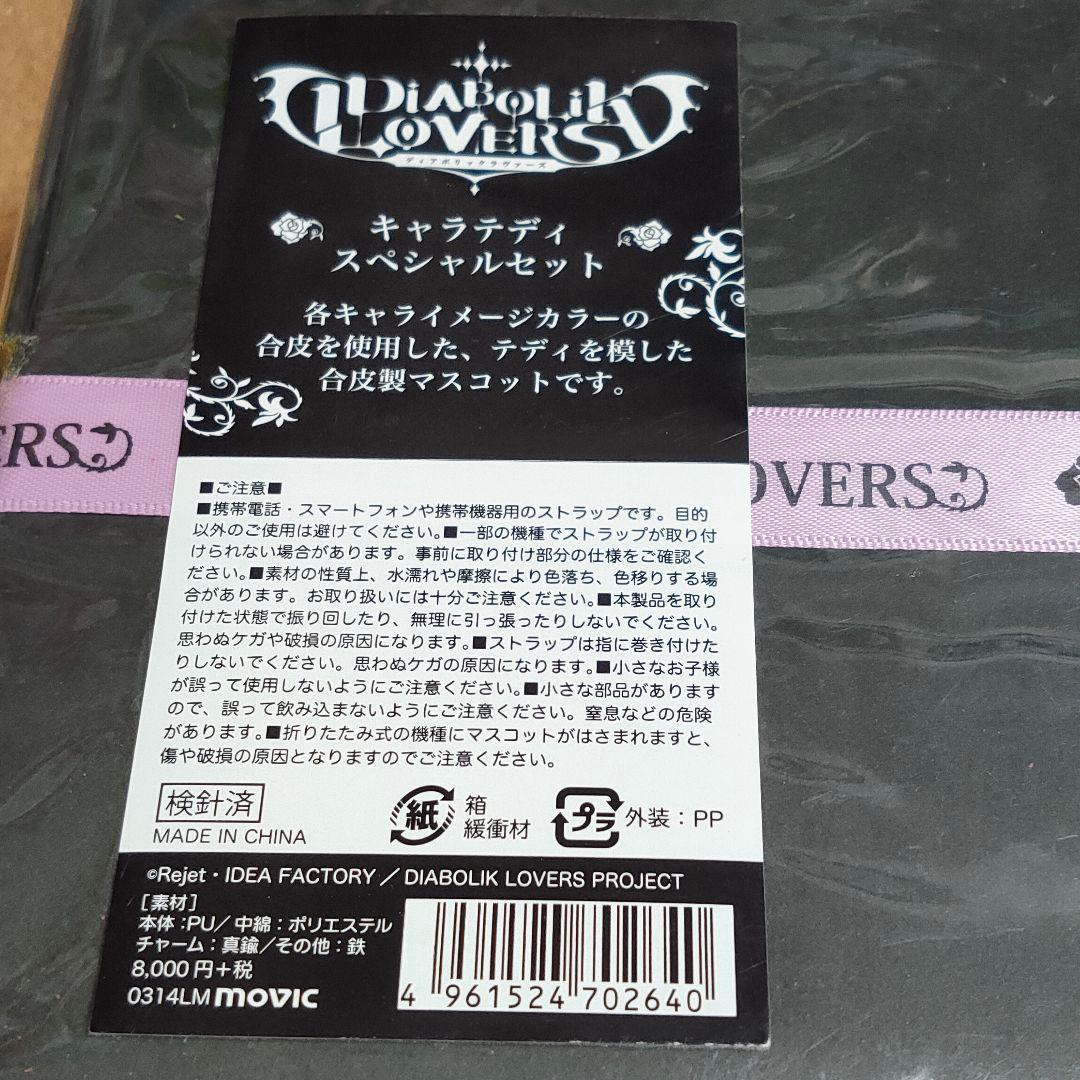 DIABOLIK
LOVERS
ディアボリックラヴァーズ
キャラテディ
スペシャルセット
各キャライメージカラーの
合皮を使用した、テディを模した
合皮製マスコットです。
ERS
OVERS
■ご注意■
■携帯電話・スマートフォンや携帯機器用のストラップです。目的
以外のご使用は避けてください。■一部の機種でストラップが取り付
けられない場合があります。事前に取り付け部分の仕様をご確認く
ださい。■素材の性質上、水濡れや摩擦により色落ち、色移りする場
合があります。お取り扱いには十分ご注意ください。■本製品を取り
付けた状態で振り回したり、無理に引っ張ったりしないでください。
思わぬケガや破損の原因になります。■ストラップは指に巻き付けた
りしないでください。思わぬケガの原因になります。■小さなお子様
が誤って使用しないようにご注意ください。■小さな部品があります
ので、誤って飲み込まないようにご注意ください。窒息などの危険
があります。■折りたたみ式の機種にマスコットがはさまれますと、
傷や破損の原因となりますのでご注意ください。
検針済
MADE IN CHINA
紙 箱
緩衝材
プラ 外装：PP
©Rejet・IDEA FACTORY／DIABOLIK LOVERS PROJECT
［素材］
本体：PU／中綿：ポリエステル
チャーム：真鍮／その他：鉄
8,000円＋税
0314LM movic
4 961524 702640